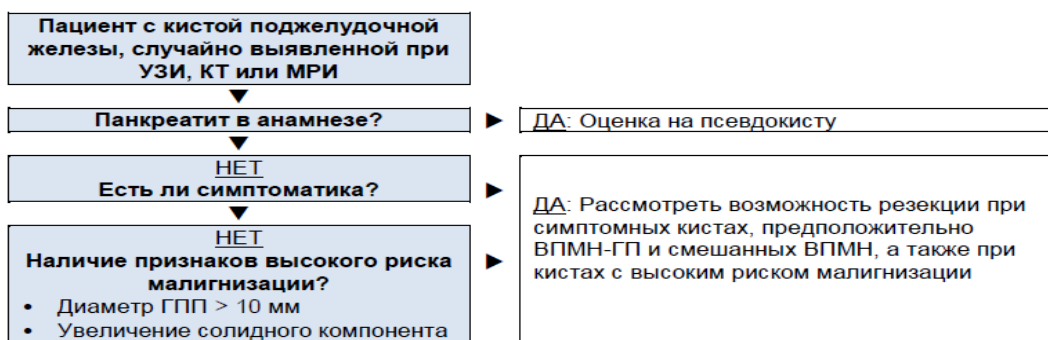 Пациент с кистой поджелудочной
железы, случайно выявленной при
УЗИ, КТ или МРИ
▼
Панкреатит в анамнезе?
►
ДА: Оценка на псевдокисту
▼
НЕТ
Есть ли симптоматика?
►
▼
ДА: Рассмотреть возможность резекции при
симптомных кистах, предположительно
ВПМН-ГП и смешанных ВПМН, а также при
кистах с высоким риском малигнизации
НЕТ
Наличие признаков высокого риска
малигнизации?
►
• Диаметр ГПП > 10 мм
• Увеличение солидного компонента